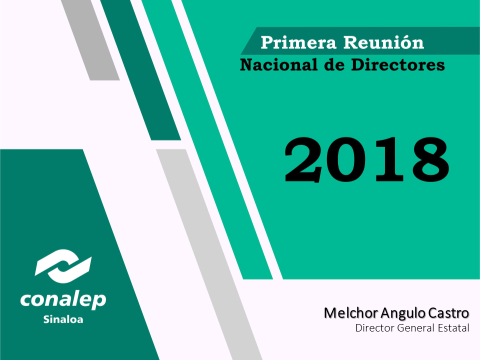 Primera Reunión
Nacional de Directores
2018
conalep
Sinaloa
Melchor Angulo Castro
Director General Estatal